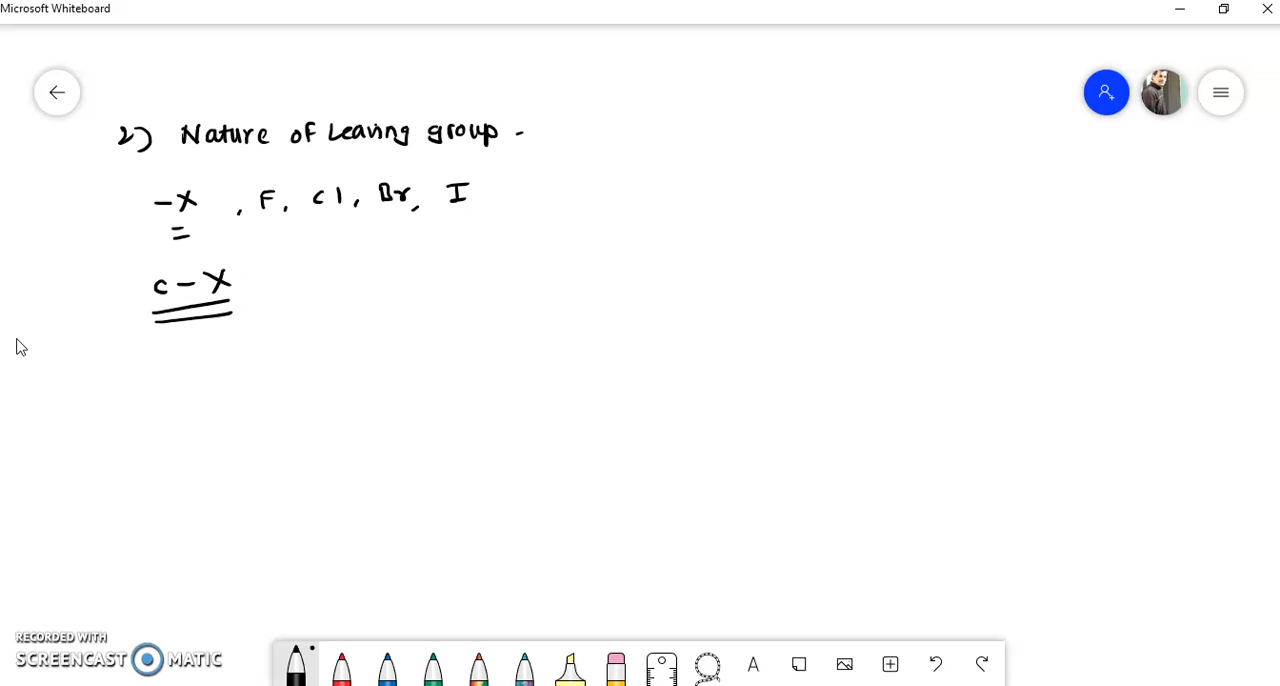 Microsoft Whiteboard
2) Nature of Leaving group -
-X , F, Cl, Br, I
C - X
RECORDED WITH
SCREENCAST MATIC
A